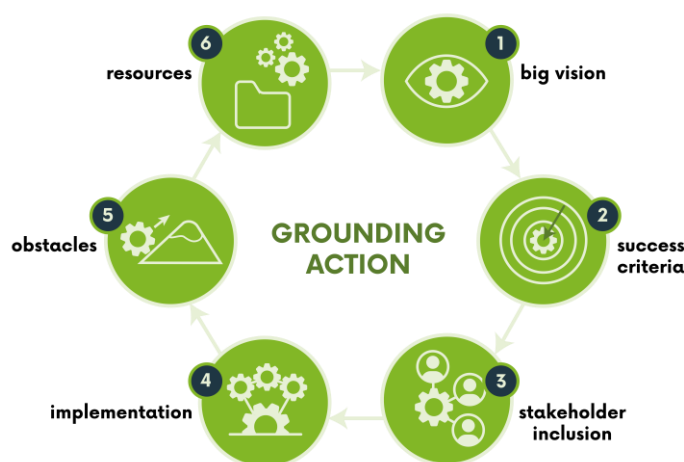 GROUNDING
ACTION
1
big vision
2
success
criteria
3
stakeholder
inclusion
4
implementation
5
obstacles
6
resources